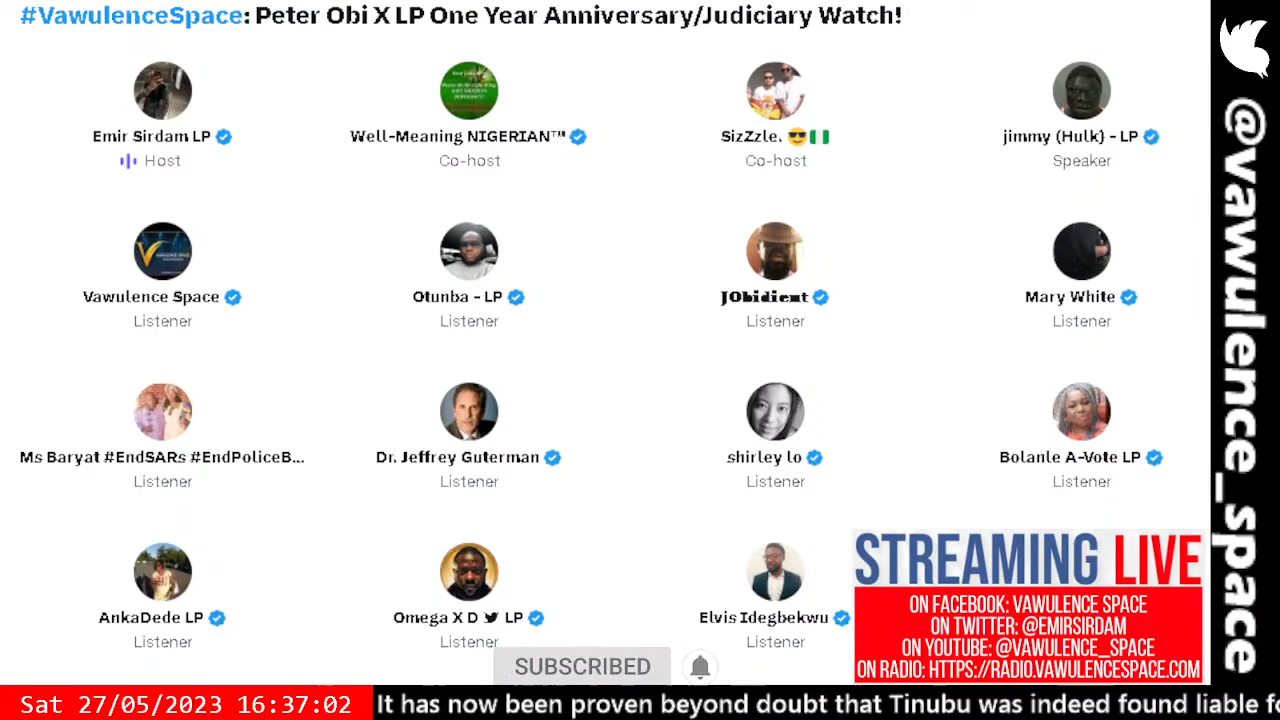 #VawulenceSpace: Peter Obi X LP One Year Anniversary/Judiciary Watch!
Emir Sirdam LP
Host
Well-Meaning NIGERIAN™
Co-host
SizZzle. 😎🇳🇬
Co-host
jimmy (Hulk) - LP
Speaker
Vawulence Space
Listener
Otunba - LP
Listener
JObidient
Listener
Mary White
Listener
Ms Baryat #EndSARs #EndPoliceB...
Listener
Dr. Jeffrey Guterman
Listener
shirley lo
Listener
Bolanle A-Vote LP
Listener
AnkaDede LP
Listener
Omega X D LP
Listener
Elvis Idegbekwu
Listener
STREAMING LIVE
ON FACEBOOK: VAWULENCE SPACE
ON TWITTER: @EMIRSIRDAM
ON YOUTUBE: @VAWULENCE_SPACE
ON RADIO: HTTPS://RADIO.VAWULENCESPACE.COM
SUBSCRIBED
@vawulence_space
Sat 27/05/2023 16:37:02
It has now been proven beyond doubt that Tinubu was indeed found liable fo